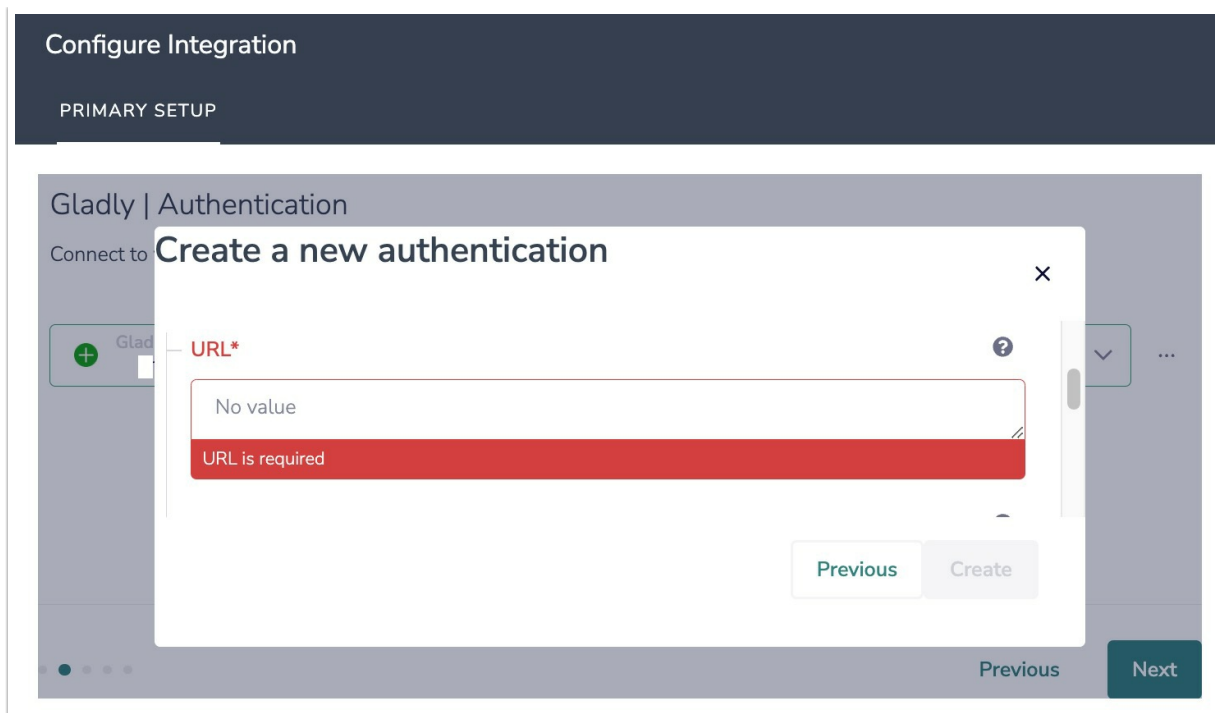 Configure Integration
PRIMARY SETUP
Gladly | Authentication
Connect to
Create a new authentication
Glad
URL*
No value
URL is required
Previous Create
Previous Next